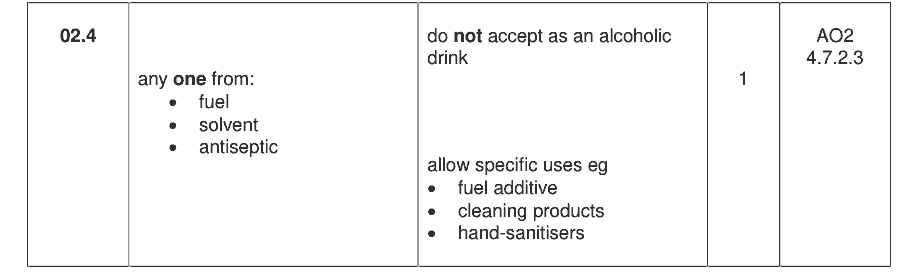 02.4
any one from:
• fuel
• solvent
• antiseptic
do not accept as an alcoholic
drink
allow specific uses eg
• fuel additive
• cleaning products
• hand-sanitisers
1
AO2
4.7.2.3